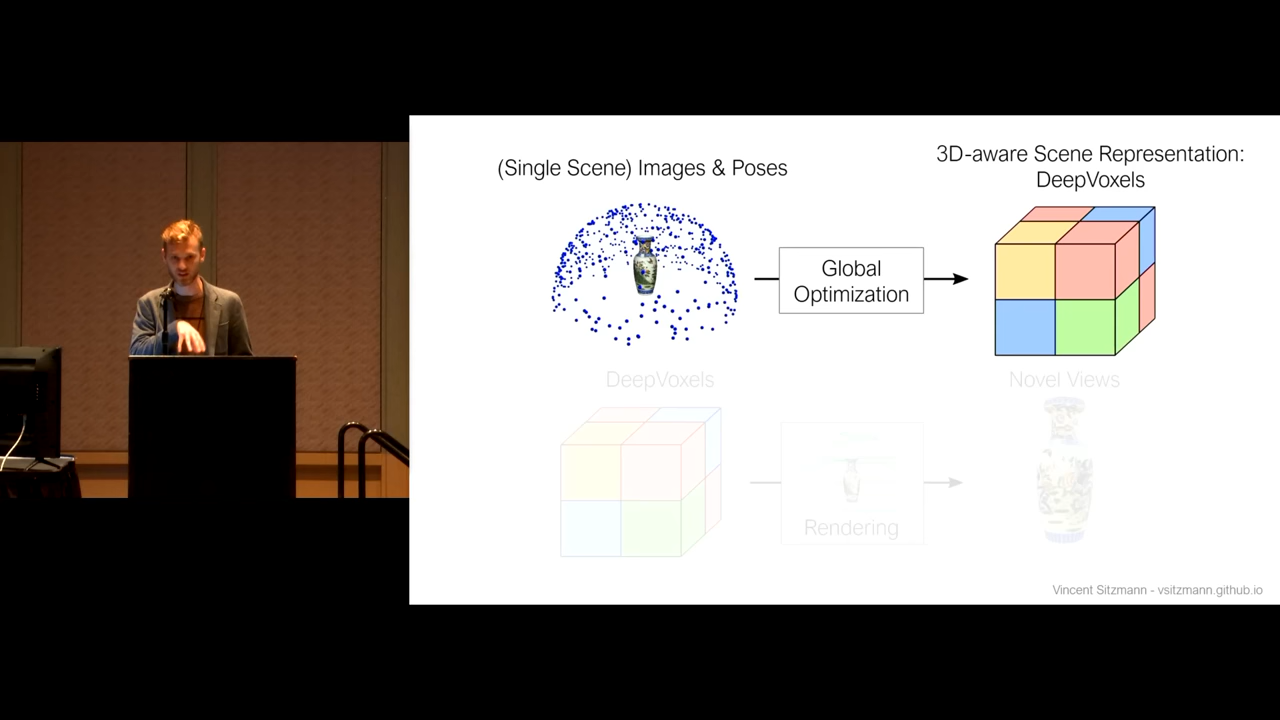 (Single Scene) Images & Poses
3D-aware Scene Representation:
DeepVoxels
Global
Optimization
DeepVoxels
Novel Views
Rendering
Vincent Sitzmann - vsitzmann.github.io